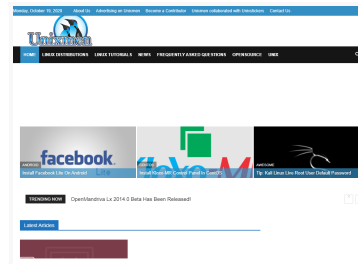 Monday, October 19, 2020 About Us Advertising on Unixmen Become a Contributor Unixmen collaborated with Unixstickers Contact Us
Unixmen
HOME LINUX DISTRIBUTIONS LINUX TUTORIALS NEWS FREQUENTLY ASKED QUESTIONS OPENSOURCE UNIX
facebook
Lite
ANDROID
Install Facebook Lite On Android
CENTOS
Install Kloxo-MR Control Panel In CentOS
AWESOME
Tip: Kali Linux Live Root User Default Password
TRENDING NOW OpenMandriva Lx 2014.0 Beta Has Been Released!
Latest Articles